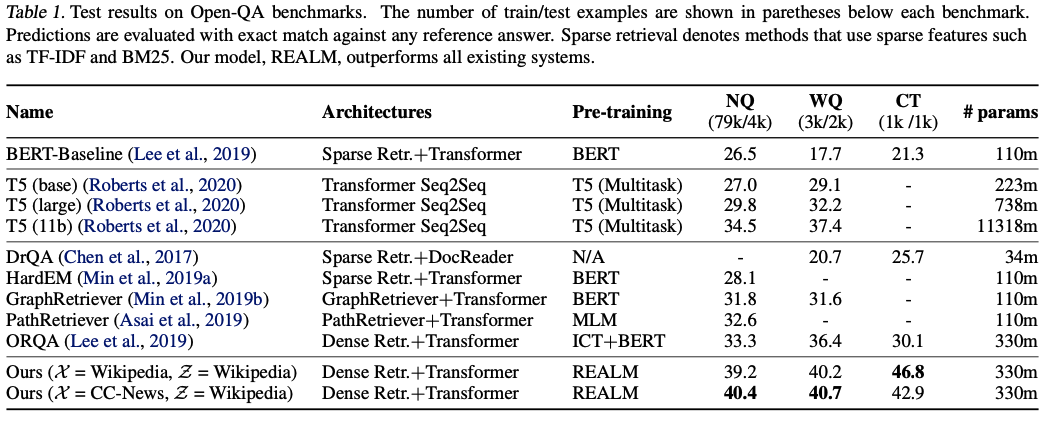 Table 1. Test results on Open-QA benchmarks. The number of train/test examples are shown in paretheses below each benchmark.
Predictions are evaluated with exact match against any reference answer. Sparse retrieval denotes methods that use sparse features such
as TF-IDF and BM25. Our model, REALM, outperforms all existing systems.
Name Architectures Pre-training NQ (79k/4k) WQ (3k/2k) CT (1k /1k) # params
BERT-Baseline (Lee et al., 2019) Sparse Retr.+Transformer BERT 26.5 17.7 21.3 110m
T5 (base) (Roberts et al., 2020) Transformer Seq2Seq T5 (Multitask) 27.0 29.1 - 223m
T5 (large) (Roberts et al., 2020) Transformer Seq2Seq T5 (Multitask) 29.8 32.2 - 738m
T5 (11b) (Roberts et al., 2020) Transformer Seq2Seq T5 (Multitask) 34.5 37.4 - 11318m
DrQA (Chen et al., 2017) Sparse Retr.+DocReader N/A - 20.7 25.7 34m
HardEM (Min et al., 2019a) Sparse Retr.+Transformer BERT 28.1 - - 110m
GraphRetriever (Min et al., 2019b) GraphRetriever+Transformer BERT 31.8 31.6 - 110m
PathRetriever (Asai et al., 2019) PathRetriever+Transformer MLM 32.6 - - 110m
ORQA (Lee et al., 2019) Dense Retr.+Transformer ICT+BERT 33.3 36.4 30.1 330m
Ours (𝒳 = Wikipedia, 𝒵 = Wikipedia) Dense Retr.+Transformer REALM 39.2 40.2 46.8 330m
Ours (𝒳 = CC-News, 𝒵 = Wikipedia) Dense Retr.+Transformer REALM 40.4 40.7 42.9 330m